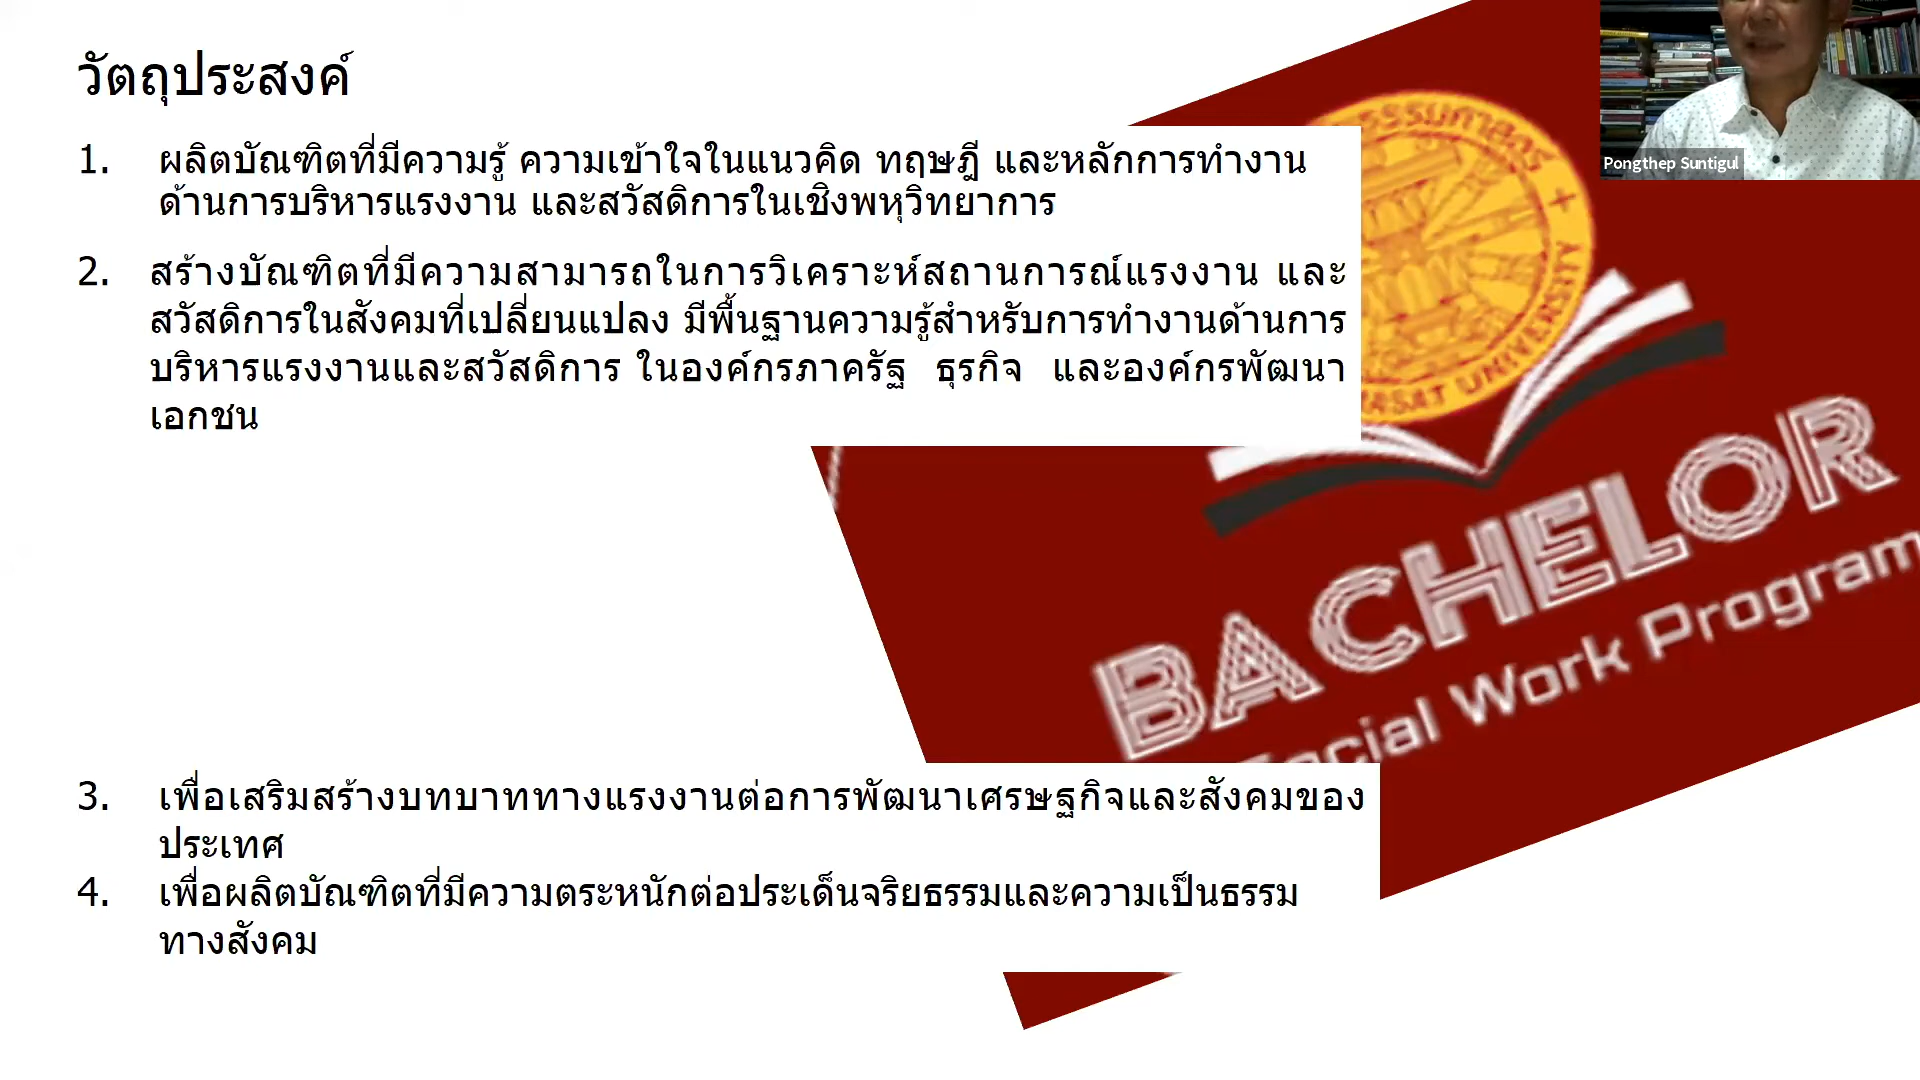 วัตถุประสงค์
1. ผลิตบัณฑิตที่มีความรู้ ความเข้าใจในแนวคิด ทฤษฎี และหลักการทำงาน
ด้านการบริหารแรงงาน และสวัสดิการในเชิงพหุวิทยาการ
2. สร้างบัณฑิตที่มีความสามารถในการวิเคราะห์สถานการณ์แรงงาน และ
สวัสดิการในสังคมที่เปลี่ยนแปลง มีพื้นฐานความรู้สำหรับการทำงานด้านการ
บริหารแรงงานและสวัสดิการ ในองค์กรภาครัฐ ธุรกิจ และองค์กรพัฒนา
เอกชน
3. เพื่อเสริมสร้างบทบาททางแรงงานต่อการพัฒนาเศรษฐกิจและสังคมของ
ประเทศ
4. เพื่อผลิตบัณฑิตที่มีความตระหนักต่อประเด็นจริยธรรมและความเป็นธรรม
ทางสังคม
Pongthep Suntigul
UNIVERSITY
BACHELOR
Social Work Program